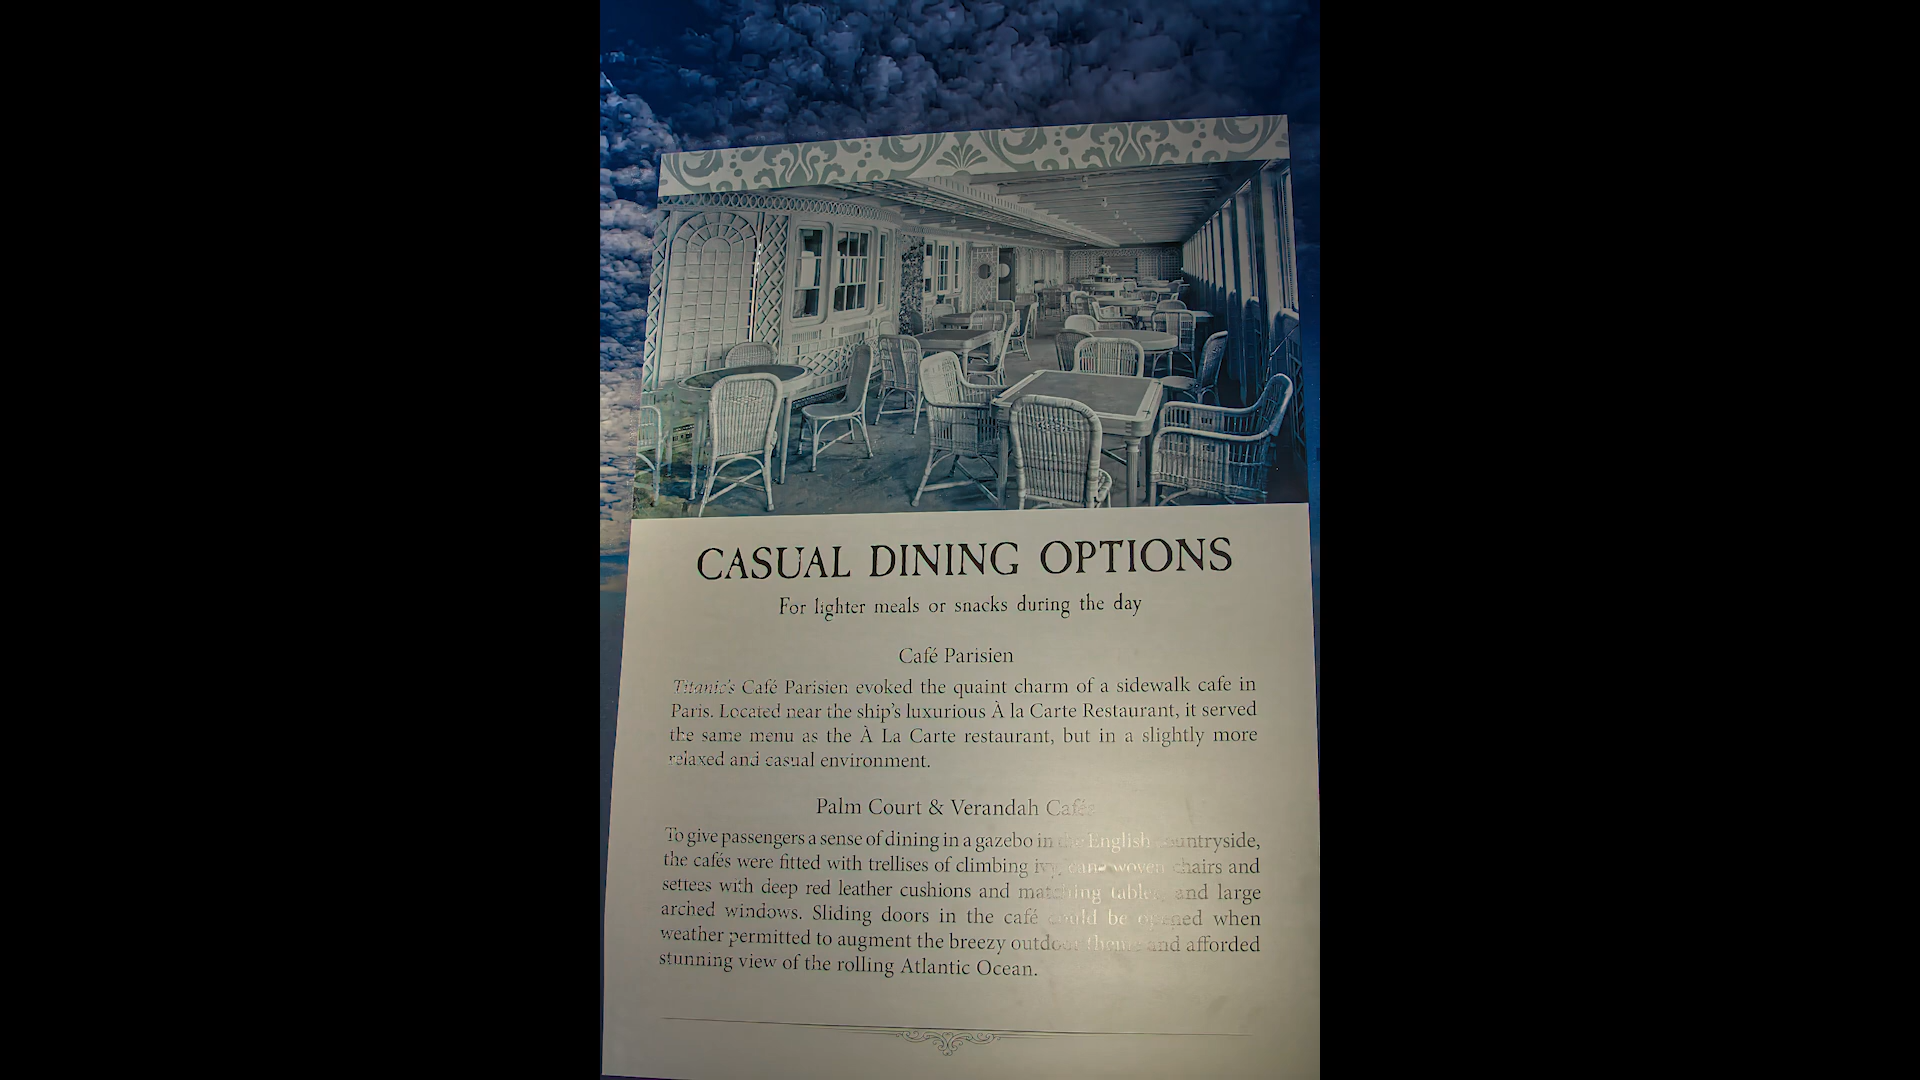 CASUAL DINING OPTIONS
For lighter meals or snacks during the day
Café Parisien
Titanic's Café Parisien evoked the quaint charm of a sidewalk cafe in
Paris. Located near the ship's luxurious À la Carte Restaurant, it served
the same menu as the À La Carte restaurant, but in a slightly more
relaxed and casual environment.
Palm Court & Verandah Cafés
To give passengers a sense of dining in a gazebo in the English countryside,
the cafés were fitted with trellises of climbing ivy, cane woven chairs and
settees with deep red leather cushions and matching tables and large
arched windows. Sliding doors in the café could be opened when
weather permitted to augment the breezy outdoor theme and afforded
stunning view of the rolling Atlantic Ocean.